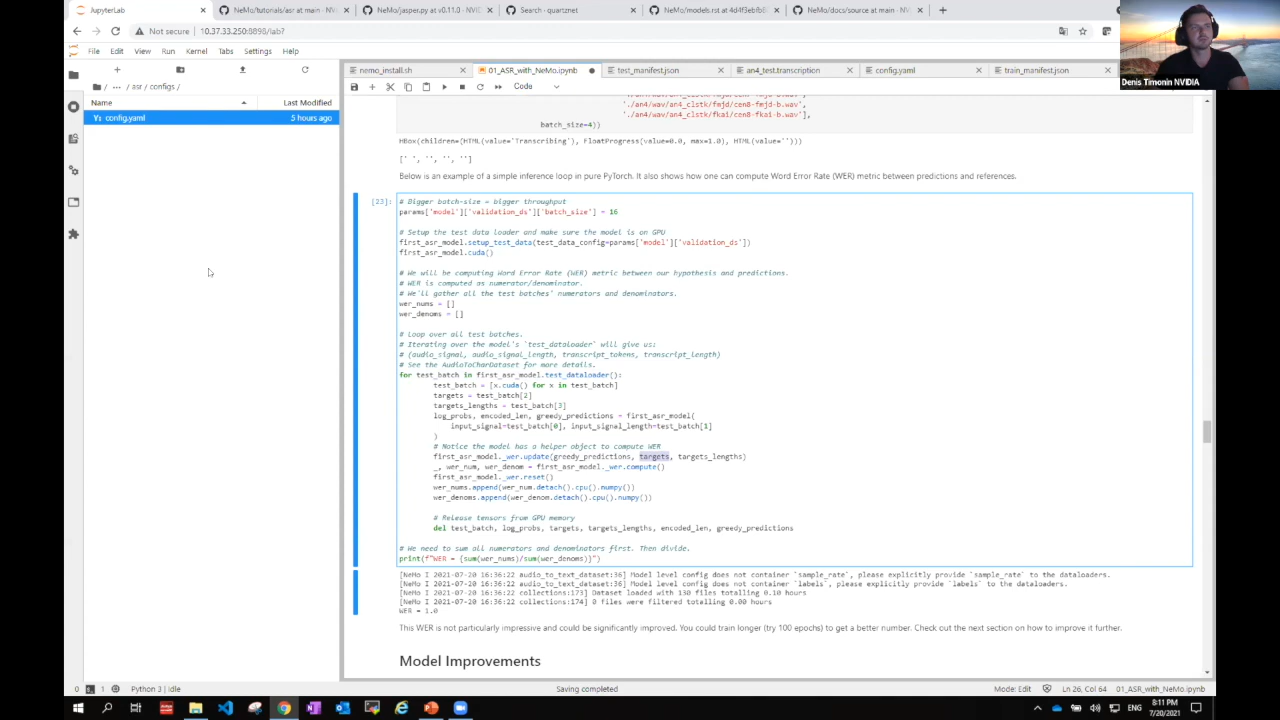 JupyterLab
NeMo/tutorials/asr at main · N
NeMo/jasper.py at v0.11.0 · NVI
Search · quartznet
NeMo/models.rst at 4d4f3ebfb6
NeMo/docs/source at main · NeM
Not secure
10.37.33.250:8898/lab?
File Edit View Run Kernel Tabs Settings Help
Denis Timonin NVIDIA
nemo_install.sh
01_ASR_with_NeMo.ipynb
test_manifest.json
an4_test.transcription
config.yaml
train_manifest.json
/ ··· / asr / configs /
Code
Name
Last Modified
config.yaml
5 hours ago
'./an4/wav/an4_clstk/fmjd/cen8-fmjd-b.wav',
'./an4/wav/an4_clstk/fkai/cen8-fkai-b.wav'],
batch_size=4))
HBox(children=(HTML(value='Transcribing'), FloatProgress(value=0.0, max=1.0), HTML(value='')))
[' ', '', '', '']
Below is an example of a simple inference loop in pure PyTorch. It also shows how one can compute Word Error Rate (WER) metric between predictions and references.
[23]:
# Bigger batch-size = bigger throughput
params['model']['validation_ds']['batch_size'] = 16
# Setup the test data loader and make sure the model is on GPU
first_asr_model.setup_test_data(test_data_config=params['model']['validation_ds'])
first_asr_model.cuda()
# We will be computing Word Error Rate (WER) metric between our hypothesis and predictions.
# WER is computed as numerator/denominator.
# We'll gather all the test batches' numerators and denominators.
wer_nums = []
wer_denoms = []
# Loop over all test batches.
# Iterating over the model's `test_dataloader` will give us:
# (audio_signal, audio_signal_length, transcript_tokens, transcript_length)
# See the AudioToCharDataset for more details.
for test_batch in first_asr_model.test_dataloader():
test_batch = [x.cuda() for x in test_batch]
targets = test_batch[2]
targets_lengths = test_batch[3]
log_probs, encoded_len, greedy_predictions = first_asr_model(
input_signal=test_batch[0], input_signal_length=test_batch[1]
)
# Notice the model has a helper object to compute WER
first_asr_model._wer.update(greedy_predictions, targets, targets_lengths)
_, wer_num, wer_denom = first_asr_model._wer.compute()
first_asr_model._wer.reset()
wer_nums.append(wer_num.detach().cpu().numpy())
wer_denoms.append(wer_denom.detach().cpu().numpy())
# Release tensors from GPU memory
del test_batch, log_probs, targets, targets_lengths, encoded_len, greedy_predictions
# We need to sum all numerators and denominators first. Then divide.
print(f"WER = {sum(wer_nums)/sum(wer_denoms)}")
[NeMo I 2021-07-20 16:36:22 audio_to_text_dataset:36] Model level config does not container `sample_rate`, please explicitly provide `sample_rate` to the dataloaders.
[NeMo I 2021-07-20 16:36:22 audio_to_text_dataset:36] Model level config does not container `labels`, please explicitly provide `labels` to the dataloaders.
[NeMo I 2021-07-20 16:36:22 collections:173] Dataset loaded with 130 files totalling 0.10 hours
[NeMo I 2021-07-20 16:36:22 collections:174] 0 files were filtered totalling 0.00 hours
WER = 1.0
This WER is not particularly impressive and could be significantly improved. You could train longer (try 100 epochs) to get a better number. Check out the next section on how to improve it further.
Model Improvements
0 1 Python 3 | Idle
Saving completed
Mode: Edit
Ln 26, Col 64
01_ASR_with_NeMo.ipynb
ENG
8:11 PM
7/20/2021